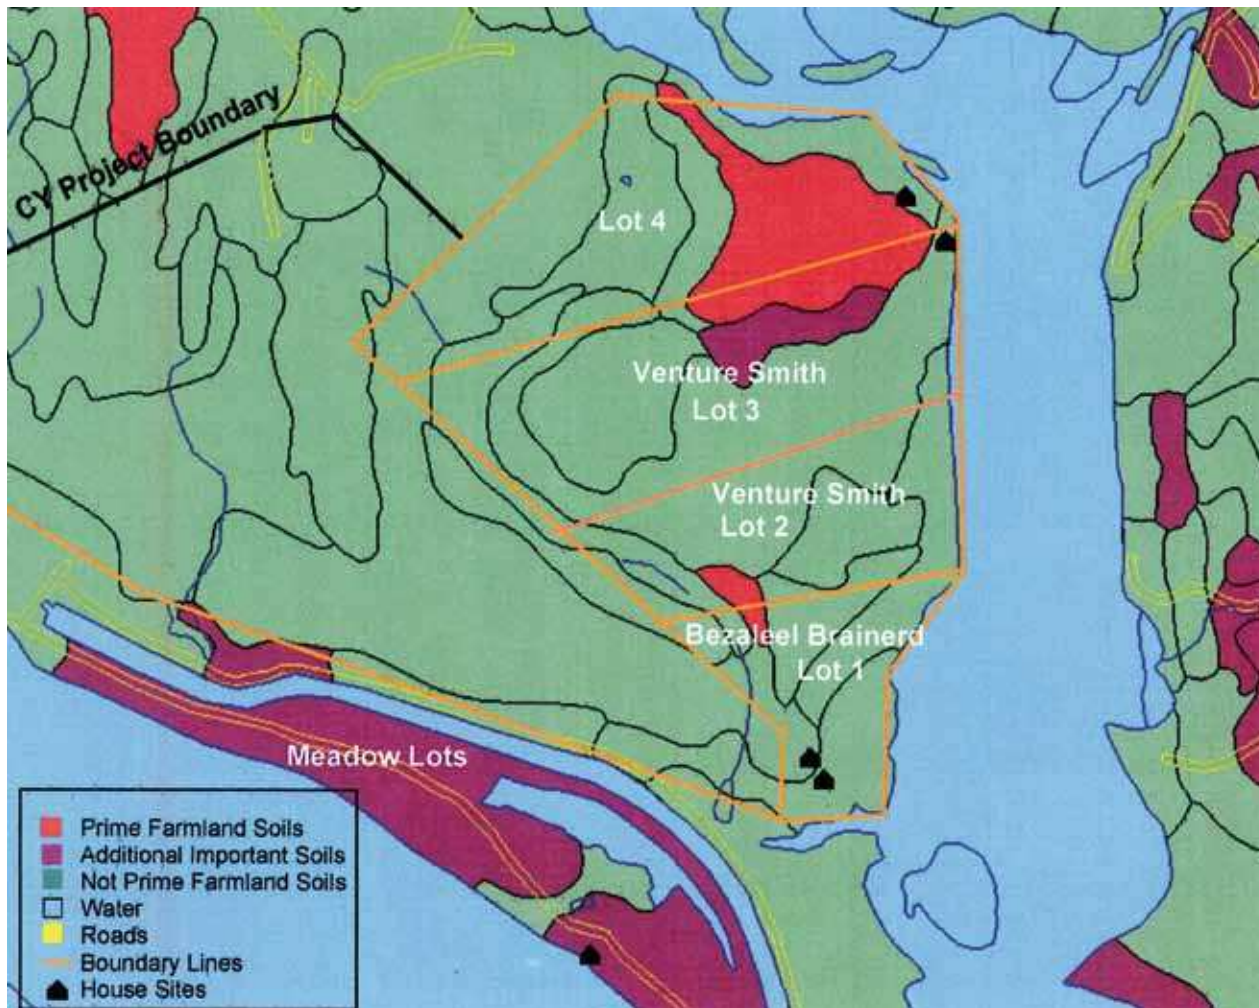 CY Project Boundary
Lot 4
Venture Smith
Lot 3
Venture Smith
Lot 2
Bezaleel Brainerd
Lot 1
Meadow Lots
Prime Farmland Soils
Additional Important Soils
Not Prime Farmland Soils
Water
Roads
Boundary Lines
House Sites